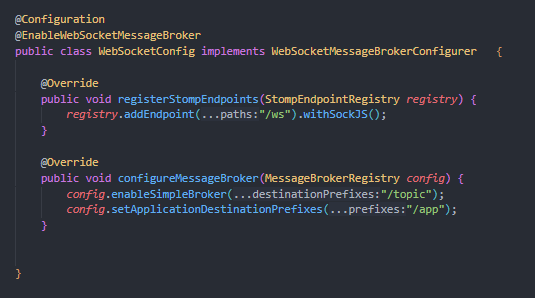 @Configuration
@EnableWebSocketMessageBroker
public class WebSocketConfig implements WebSocketMessageBrokerConfigurer {
@Override
public void registerStompEndpoints(StompEndpointRegistry registry) {
registry.addEndpoint(...paths:"/ws").withSockJS();
}
@Override
public void configureMessageBroker(MessageBrokerRegistry config) {
config.enableSimpleBroker(...destinationPrefixes:"/topic");
config.setApplicationDestinationPrefixes(...prefixes:"/app");
}
}